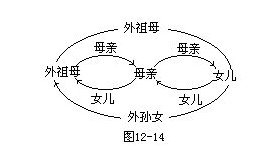 外祖母
母亲 母亲
外祖母 母亲 女儿
女儿 女儿
外孙女
图12-14